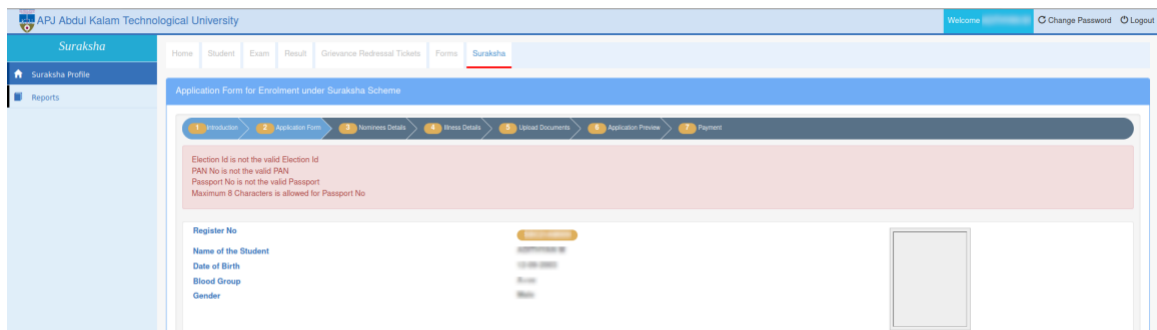 APJ Abdul Kalam Technological University
Welcome
Change Password
Logout
Suraksha
Home Student Exam Result Grievance Redressal Tickets Forms Suraksha
Suraksha Profile
Reports
Application Form for Enrolment under Suraksha Scheme
1 Introduction 2 Application Form 3 Nominees Details 4 Illness Details 5 Upload Documents 6 Application Preview 7 Payment
Election Id is not the valid Election Id
PAN No is not the valid PAN
Passport No is not the valid Passport
Maximum 8 Characters is allowed for Passport No
Register No
Name of the Student
Date of Birth
Blood Group
Gender